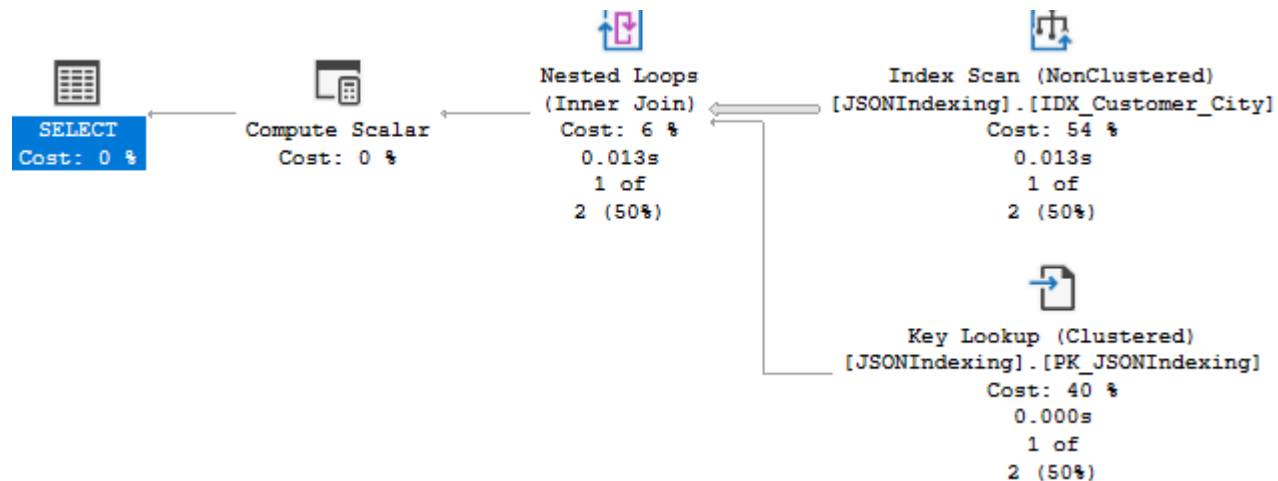 SELECT
Cost: 0 %
Compute Scalar
Cost: 0 %
Nested Loops
(Inner Join)
Cost: 6 %
0.013s
1 of
2 (50%)
Index Scan (NonClustered)
[JSONIndexing].[IDX_Customer_City]
Cost: 54 %
0.013s
1 of
2 (50%)
Key Lookup (Clustered)
[JSONIndexing].[PK_JSONIndexing]
Cost: 40 %
0.000s
1 of
2 (50%)